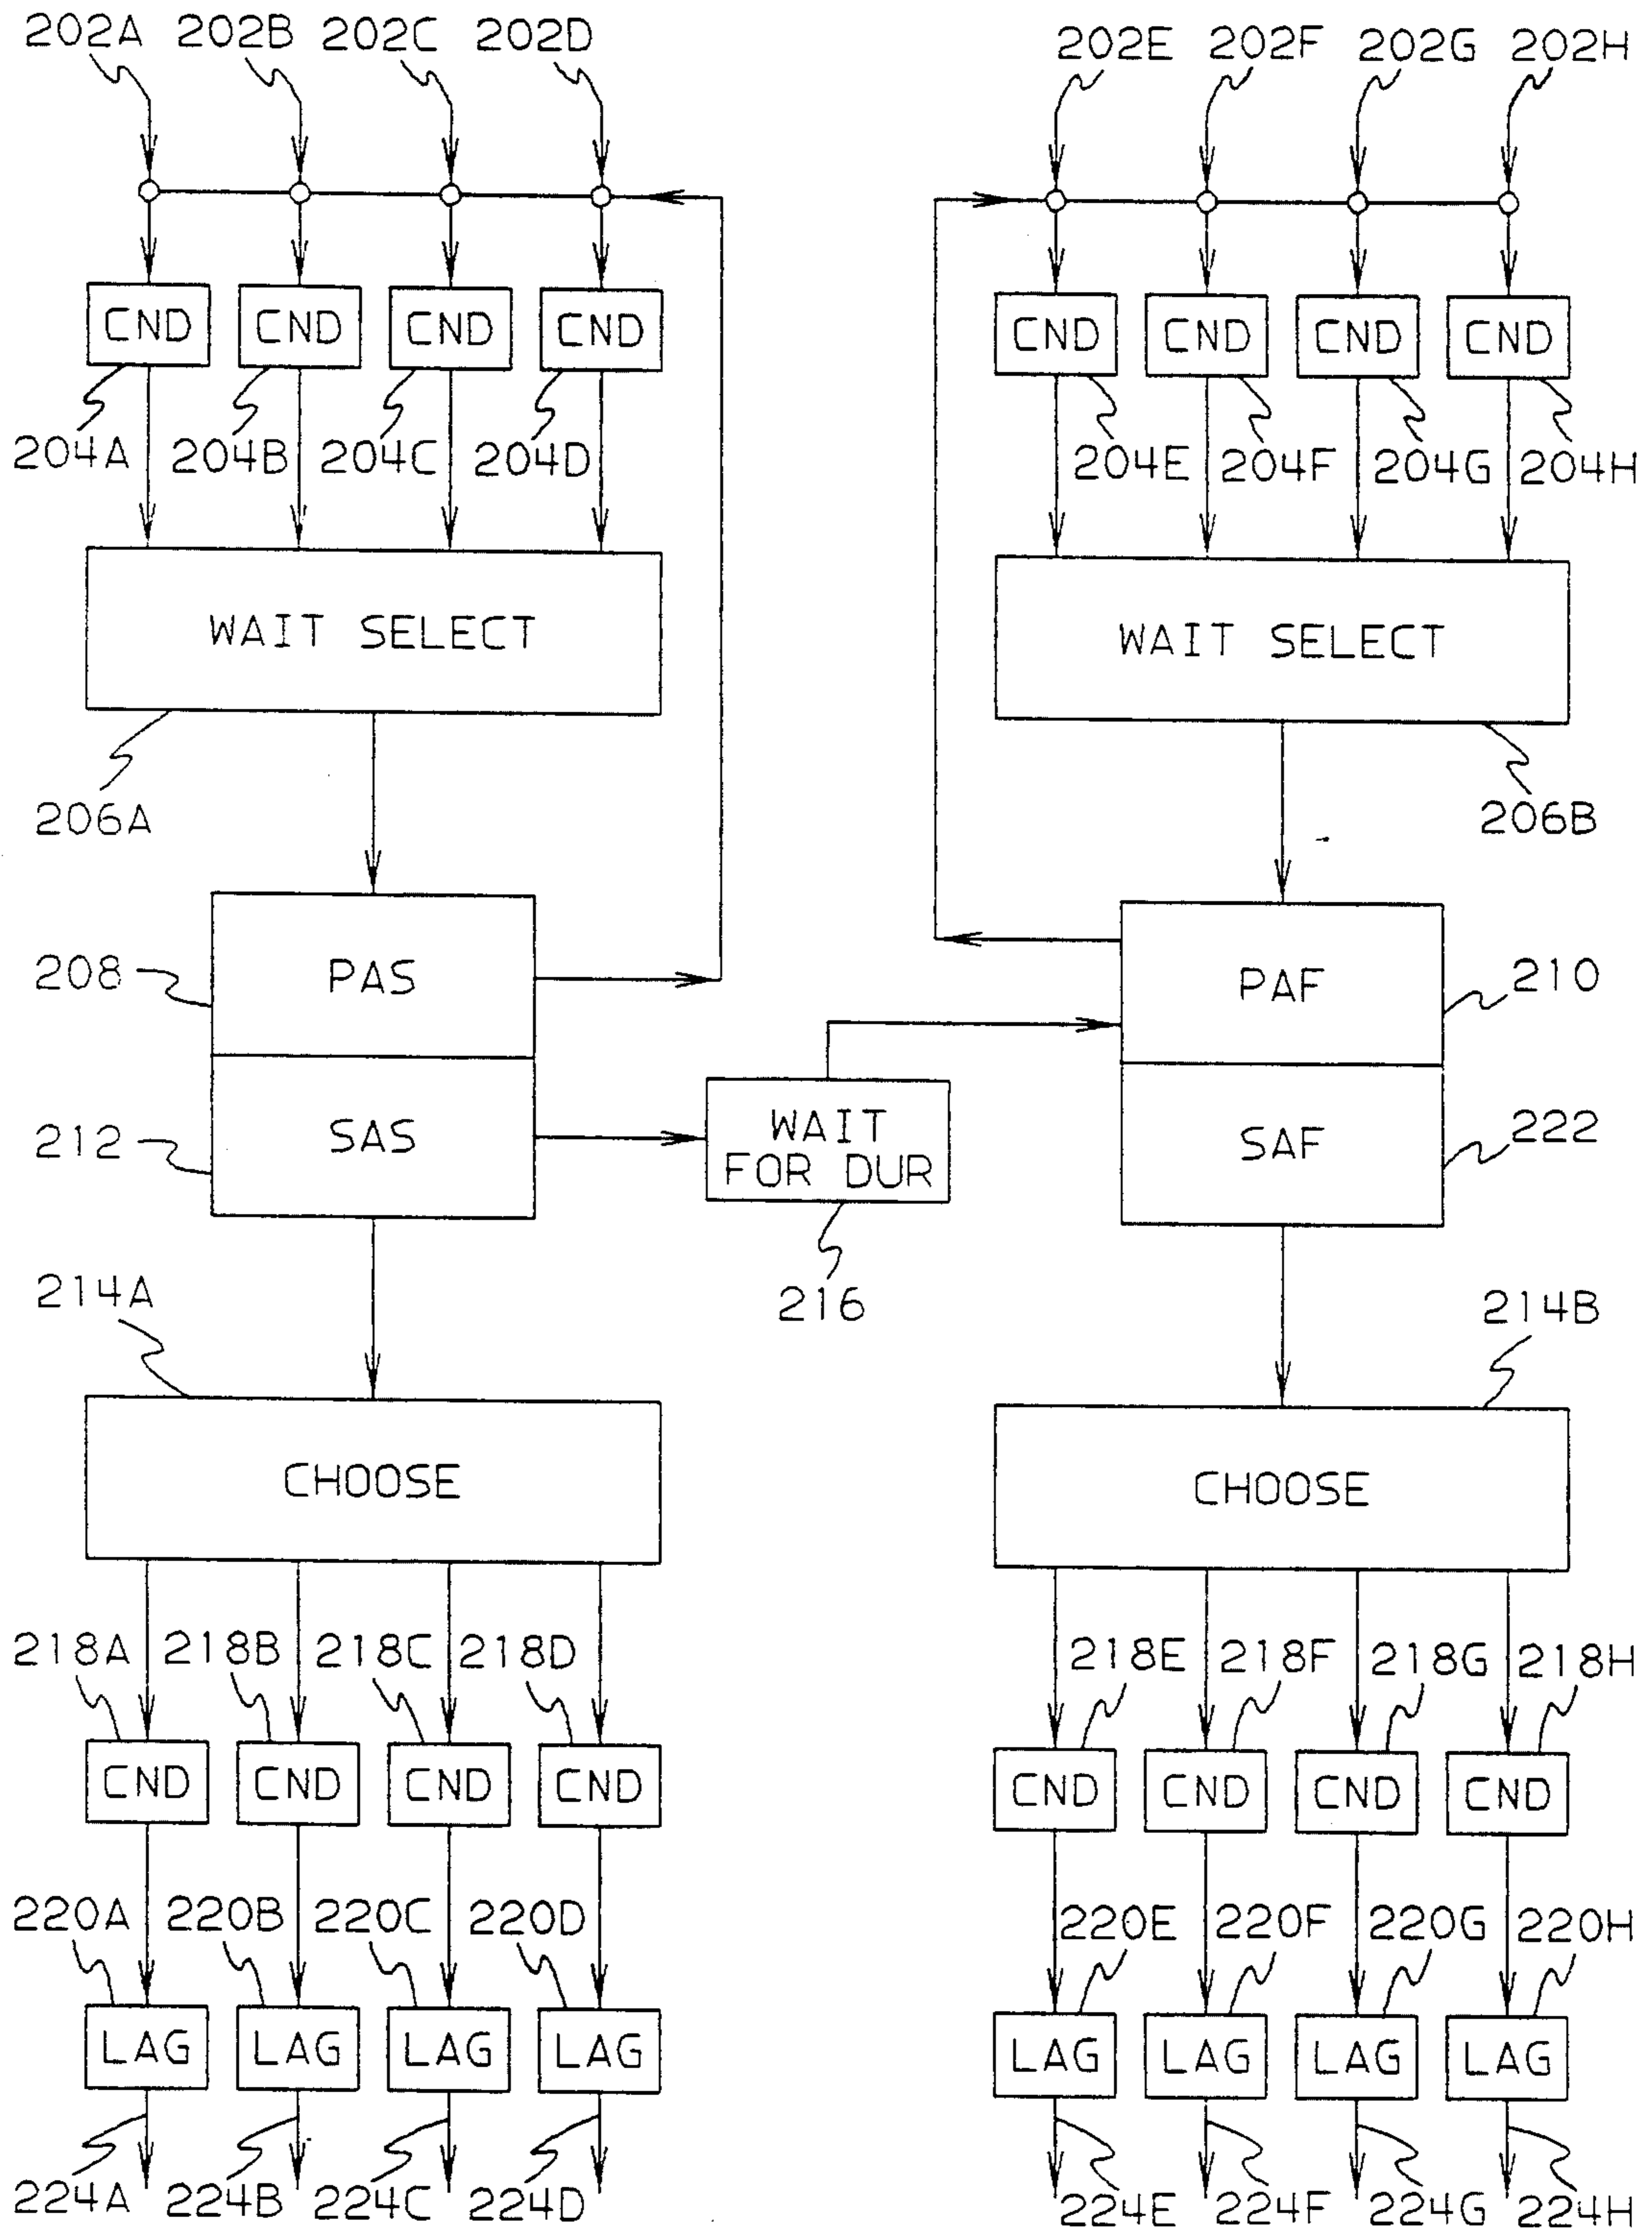 202A 202B 202C 202D
202E 202F 202G 202H
CND CND CND CND
CND CND CND CND
204A 204B 204C 204D
204E 204F 204G 204H
WAIT SELECT
WAIT SELECT
206A
206B
208
PAS
PAF
210
212
SAS
WAIT
FOR DUR
SAF
222
216
214A
214B
CHOOSE
CHOOSE
218A 218B 218C 218D
218E 218F 218G 218H
CND CND CND CND
CND CND CND CND
220A 220B 220C 220D
220E 220F 220G 220H
LAG LAG LAG LAG
LAG LAG LAG LAG
224A 224B 224C 224D
224E 224F 224G 224H